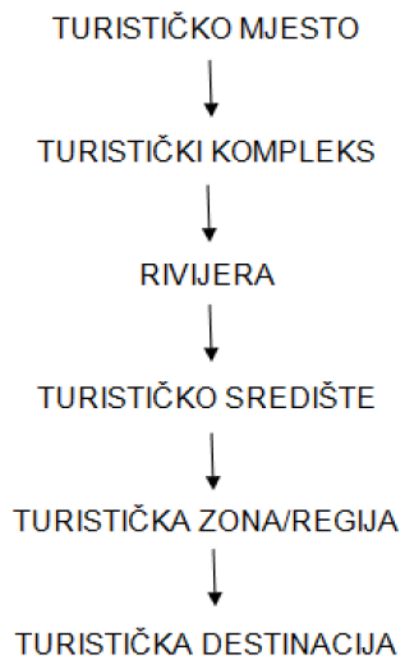 TURISTIČKO MJESTO
TURISTIČKI KOMPLEKS
RIVIJERA
TURISTIČKO SREDIŠTE
TURISTIČKA ZONA/REGIJA
TURISTIČKA DESTINACIJA